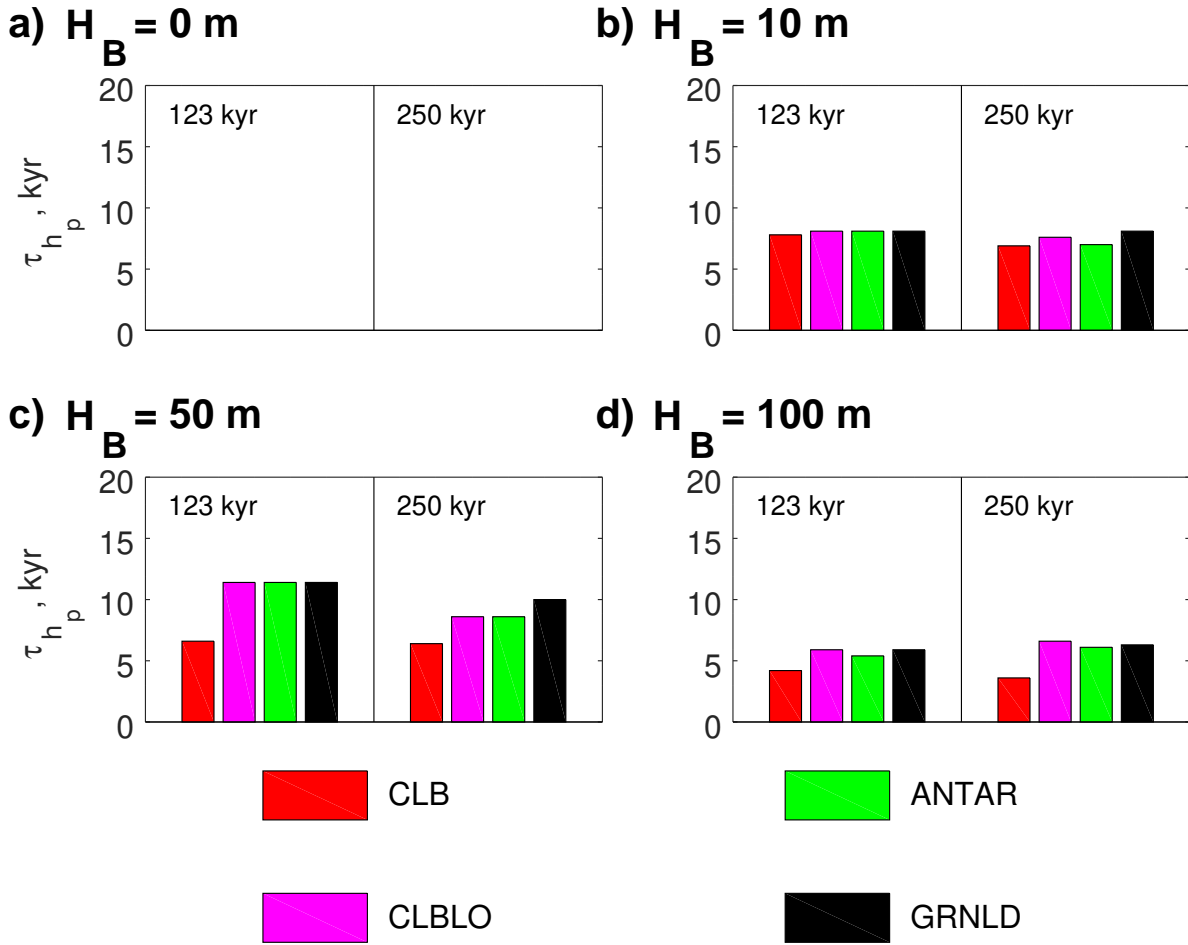 a) H_B = 0 m
b) H_B = 10 m
τ_h_p, kyr
20
15
10
5
0
123 kyr
250 kyr
20
15
10
5
0
123 kyr
250 kyr
c) H_B = 50 m
d) H_B = 100 m
τ_h_p, kyr
20
15
10
5
0
123 kyr
250 kyr
20
15
10
5
0
123 kyr
250 kyr
CLB
ANTAR
CLBLO
GRNLD